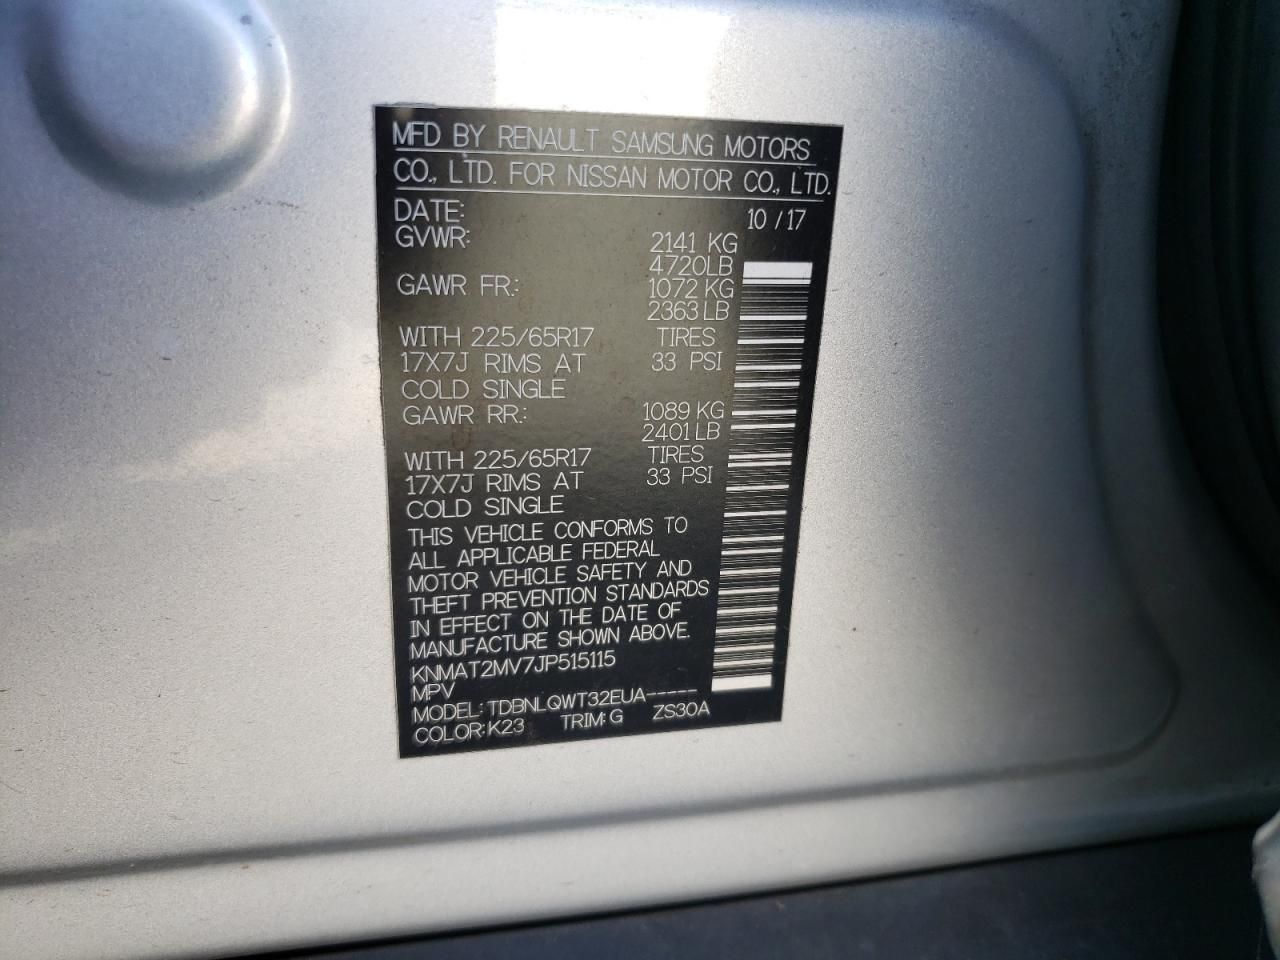 MFD BY RENAULT SAMSUNG MOTORS
CO., LTD. FOR NISSAN MOTOR CO., LTD.
DATE: 10 / 17
GVWR: 2141 KG
4720LB
GAWR FR: 1072 KG
2363 LB
WITH 225/65R17 TIRES
17X7J RIMS AT 33 PSI
COLD SINGLE
GAWR RR: 1089 KG
2401 LB
WITH 225/65R17 TIRES
17X7J RIMS AT 33 PSI
COLD SINGLE
THIS VEHICLE CONFORMS TO
ALL APPLICABLE FEDERAL
MOTOR VEHICLE SAFETY AND
THEFT PREVENTION STANDARDS
IN EFFECT ON THE DATE OF
MANUFACTURE SHOWN ABOVE.
KNMAT2MV7JP515115
MPV
MODEL: TDBNLQWT32EUA-----
COLOR: K23 TRIM: G ZS30A